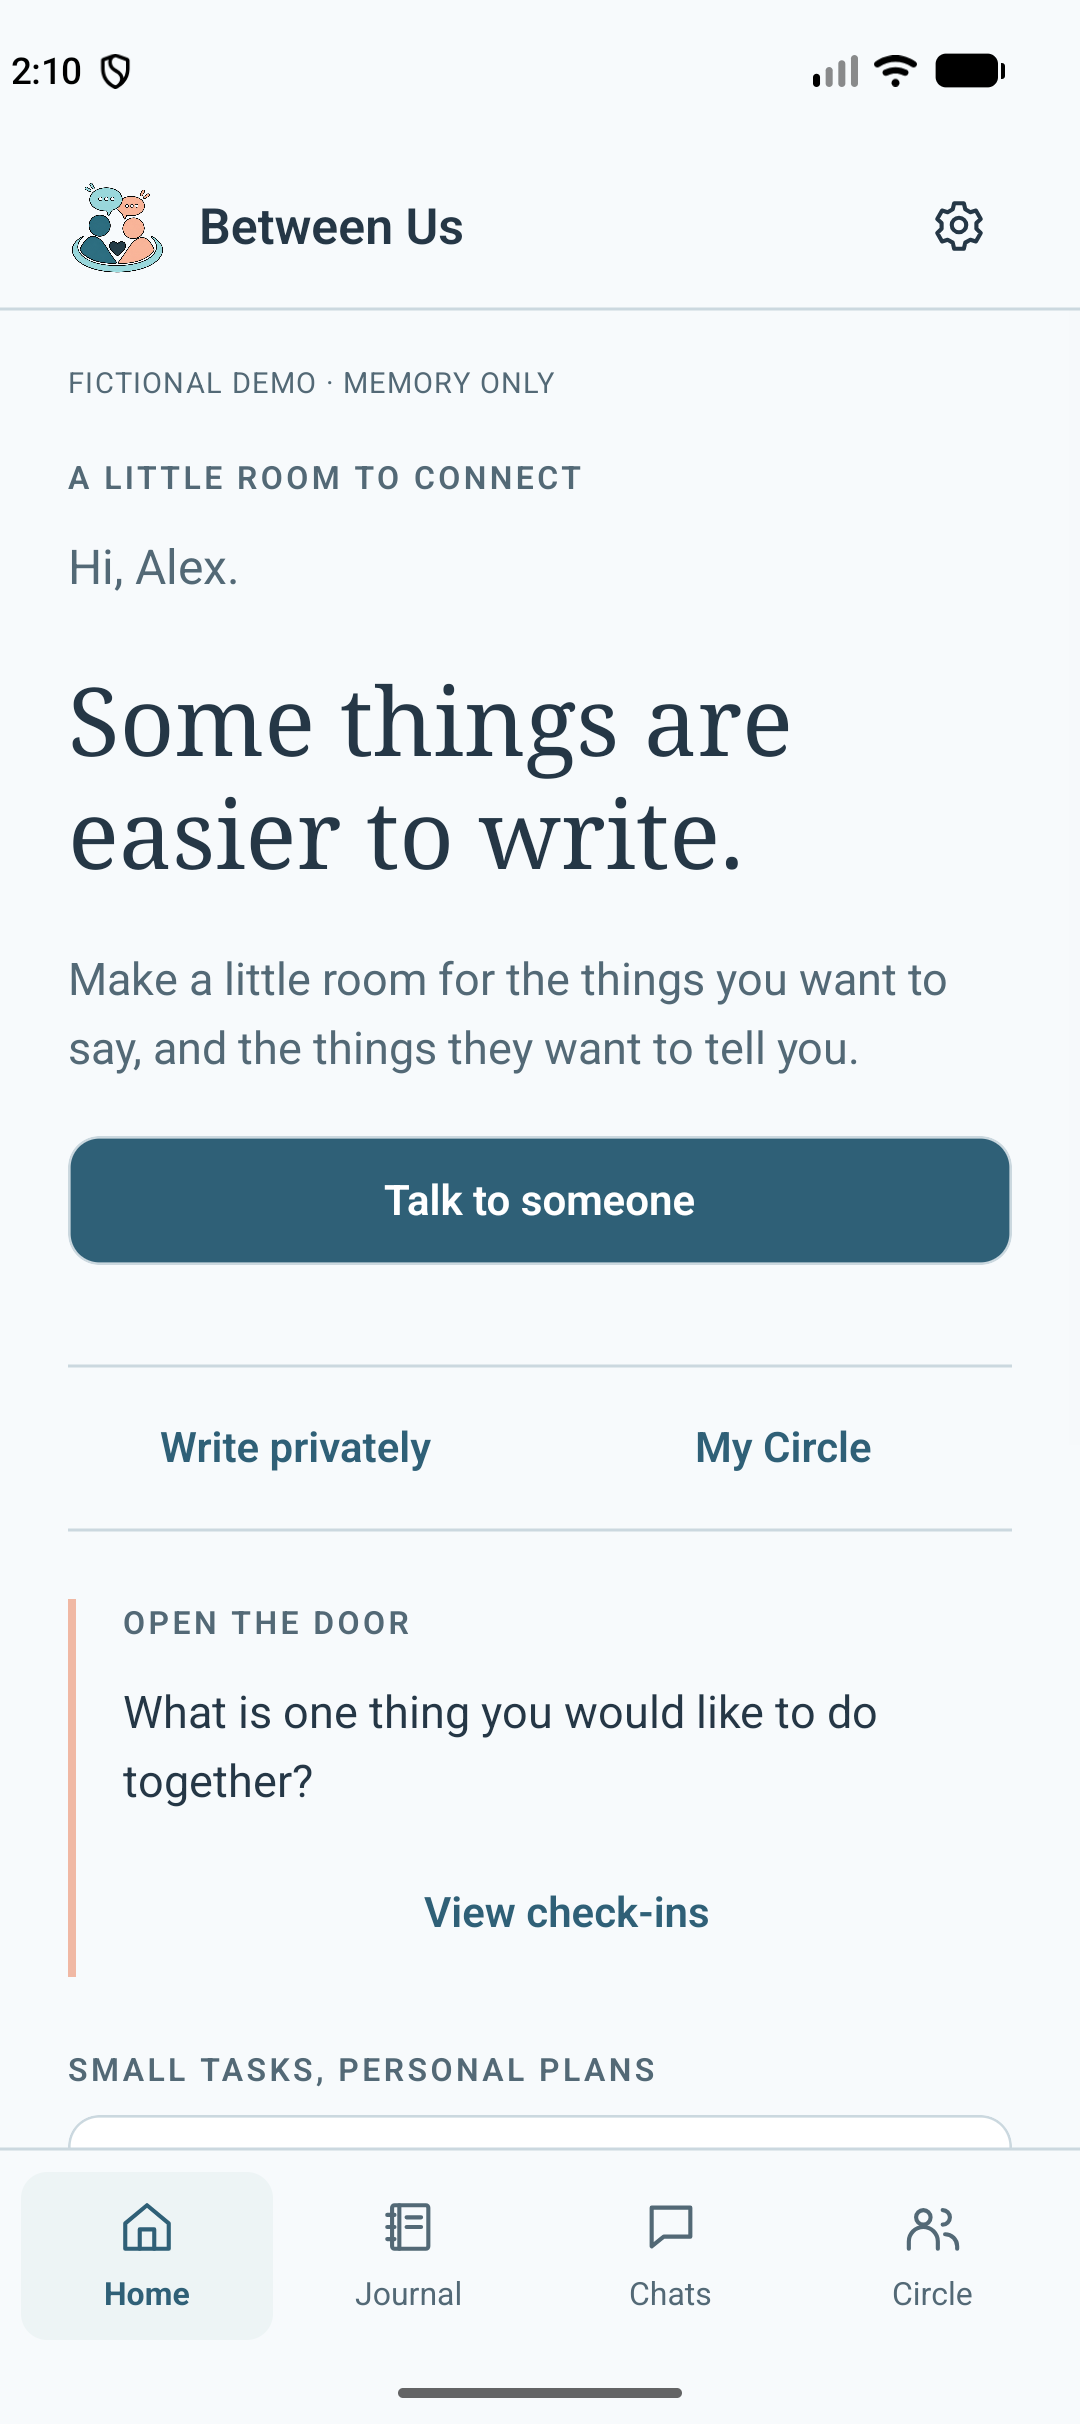 2:10
Between Us
FICTIONAL DEMO · MEMORY ONLY
A LITTLE ROOM TO CONNECT
Hi, Alex.
Some things are
easier to write.
Make a little room for the things you want to
say, and the things they want to tell you.
Talk to someone
Write privately
My Circle
OPEN THE DOOR
What is one thing you would like to do
together?
View check-ins
SMALL TASKS, PERSONAL PLANS
Home
Journal
Chats
Circle